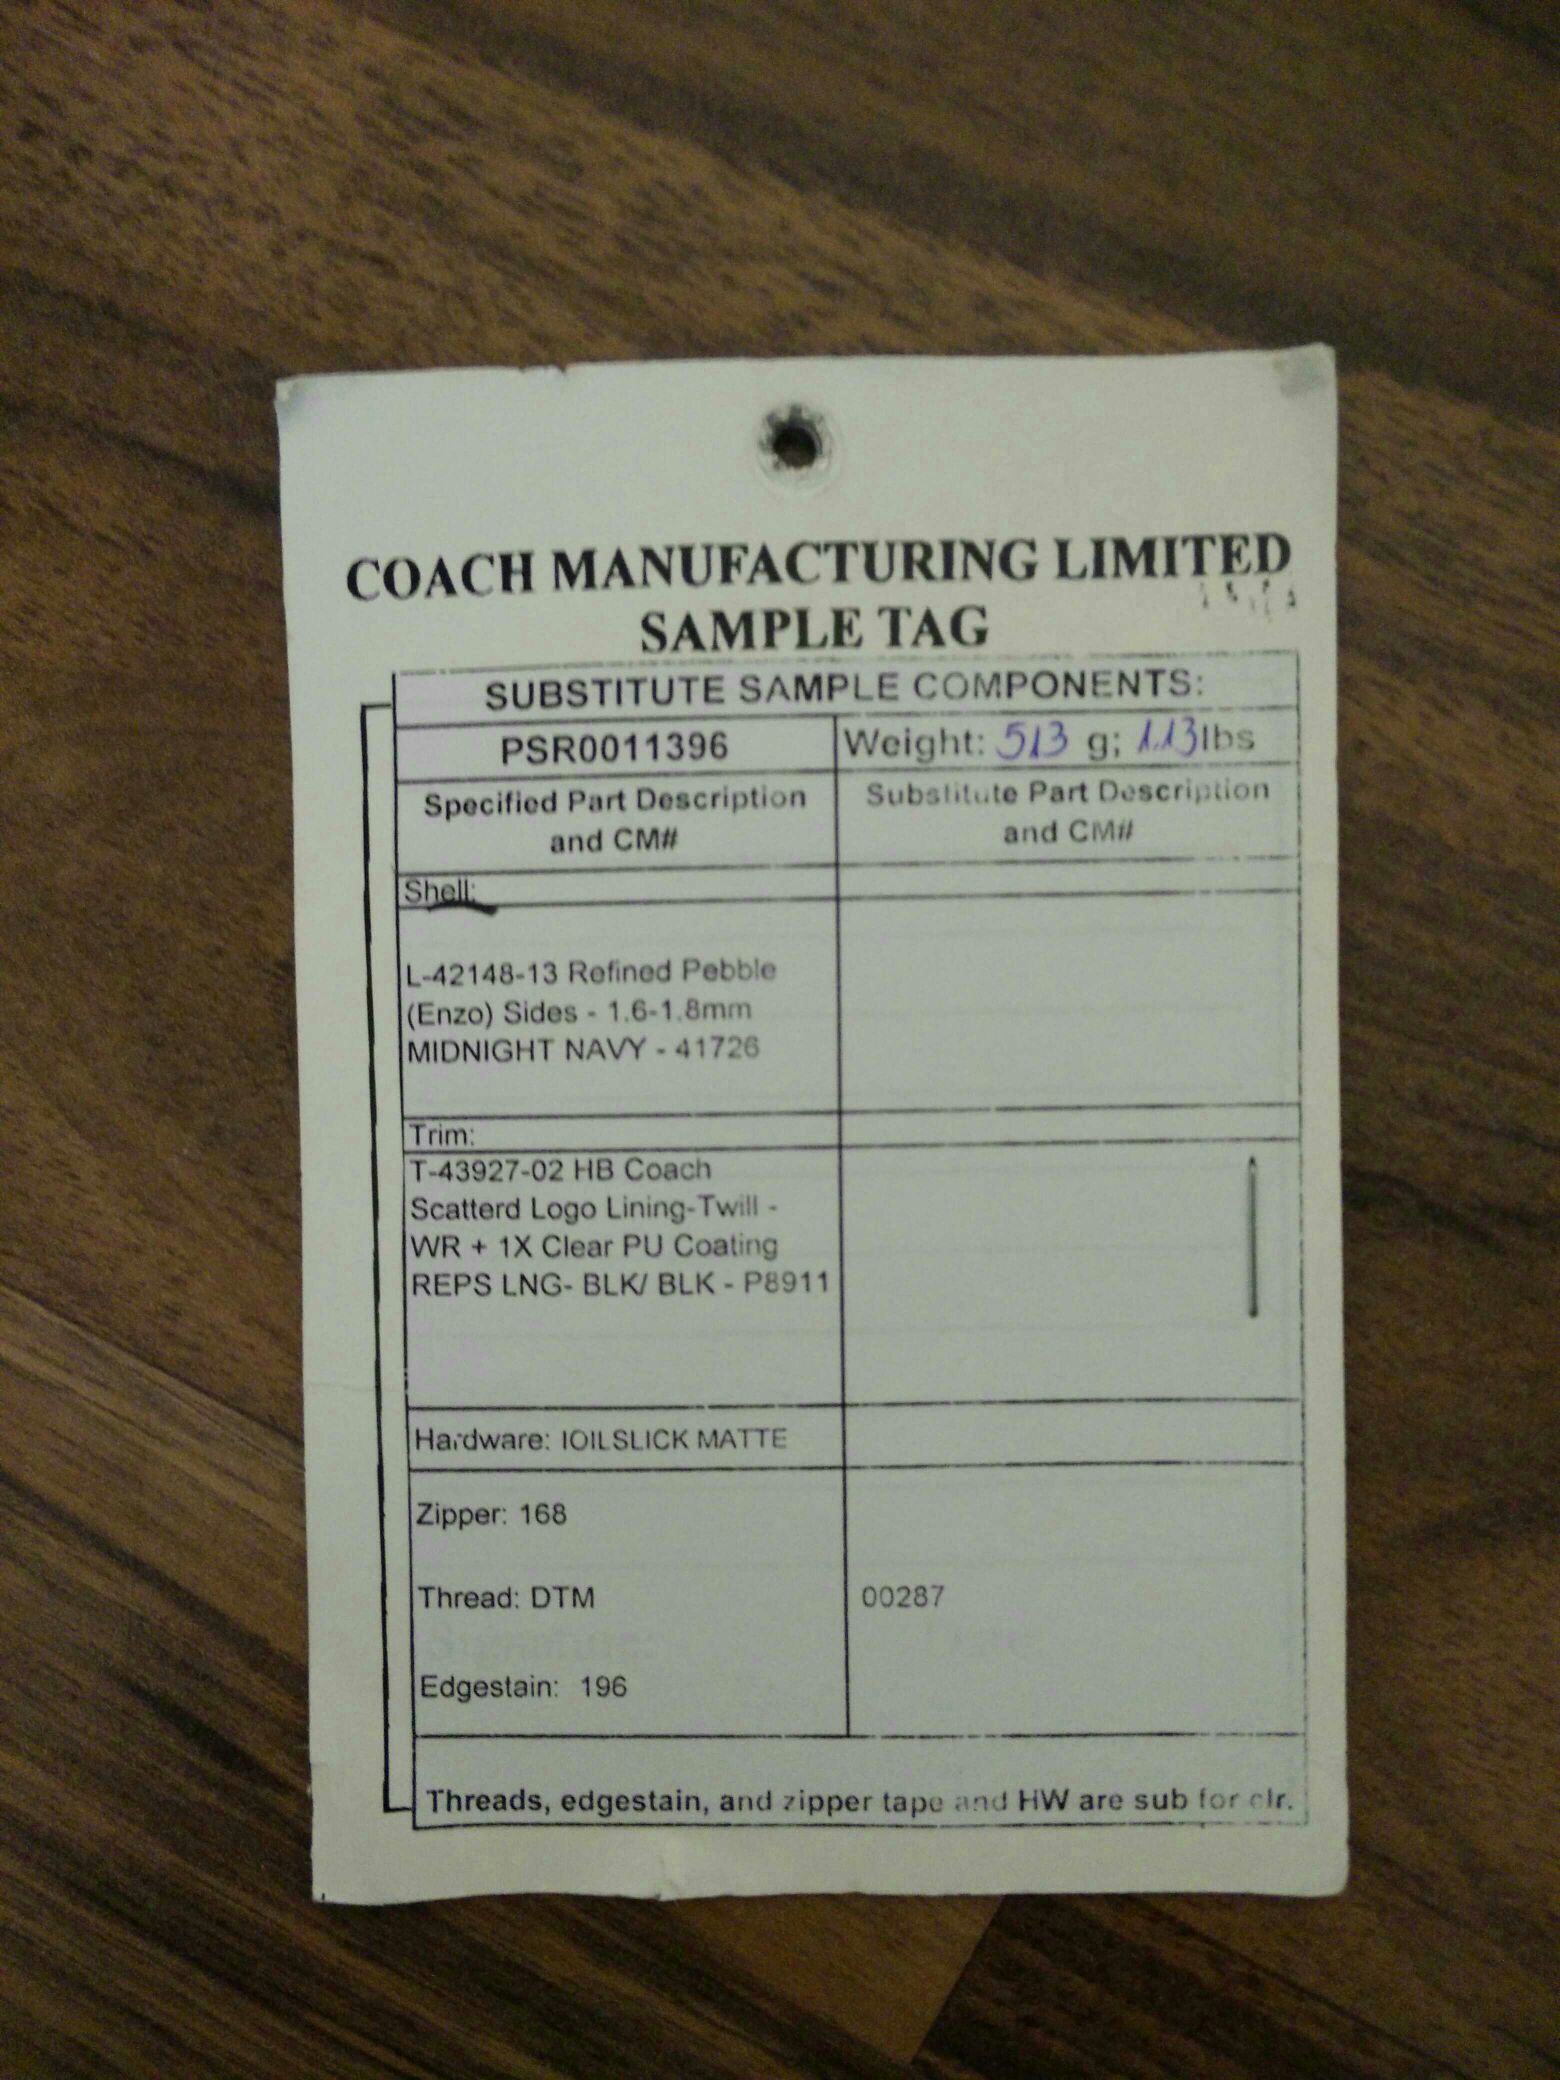 COACH MANUFACTURING LIMITED
SAMPLE TAG
SUBSTITUTE SAMPLE COMPONENTS:
PSR0011396
Weight: 513 g; 1.13lbs
Specified Part Description
and CM#
Substitute Part Description
and CM#
Shell:
L-42148-13 Refined Pebble
(Enzo) Sides - 1.6-1.8mm
MIDNIGHT NAVY - 41726
Trim:
T-43927-02 HB Coach
Scatterd Logo Lining-Twill -
WR + 1X Clear PU Coating
REPS LNG- BLK/ BLK - P8911
Hardware: IOILSLICK MATTE
Zipper: 168
Thread: DTM
00287
Edgestain: 196
Threads, edgestain, and zipper tape and HW are sub for clr.